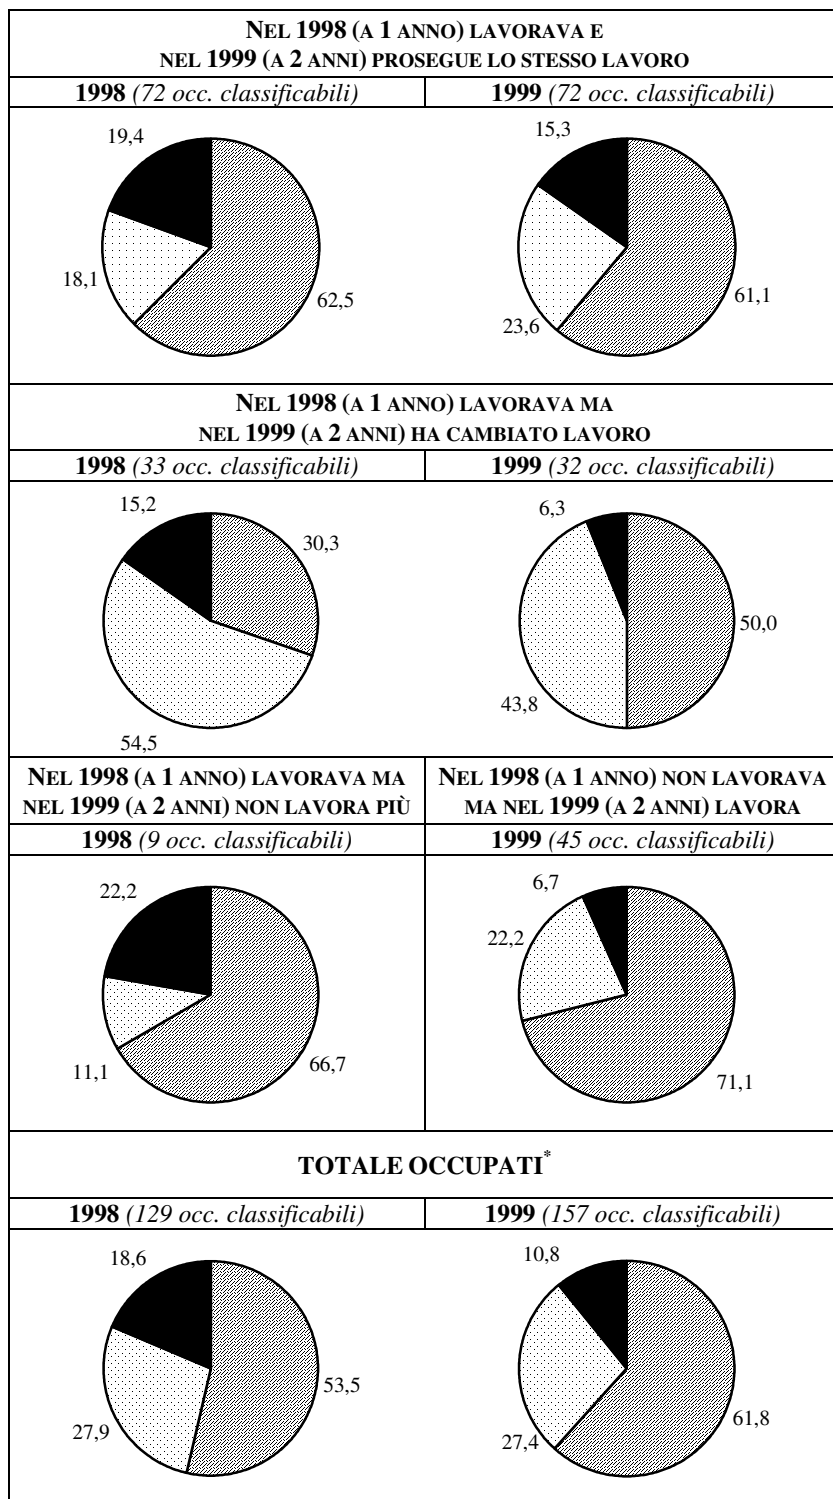 NEL 1998 (A 1 ANNO) LAVORAVA E
NEL 1999 (A 2 ANNI) PROSEGUE LO STESSO LAVORO
1998 (72 occ. classificabili)
1999 (72 occ. classificabili)
19,4
18,1
62,5
15,3
23,6
61,1
NEL 1998 (A 1 ANNO) LAVORAVA MA
NEL 1999 (A 2 ANNI) HA CAMBIATO LAVORO
1998 (33 occ. classificabili)
1999 (32 occ. classificabili)
15,2
30,3
54,5
6,3
50,0
43,8
NEL 1998 (A 1 ANNO) LAVORAVA MA
NEL 1999 (A 2 ANNI) NON LAVORA PIÙ
NEL 1998 (A 1 ANNO) NON LAVORAVA
MA NEL 1999 (A 2 ANNI) LAVORA
1998 (9 occ. classificabili)
1999 (45 occ. classificabili)
22,2
11,1
66,7
6,7
22,2
71,1
TOTALE OCCUPATI*
1998 (129 occ. classificabili)
1999 (157 occ. classificabili)
18,6
27,9
53,5
10,8
27,4
61,8